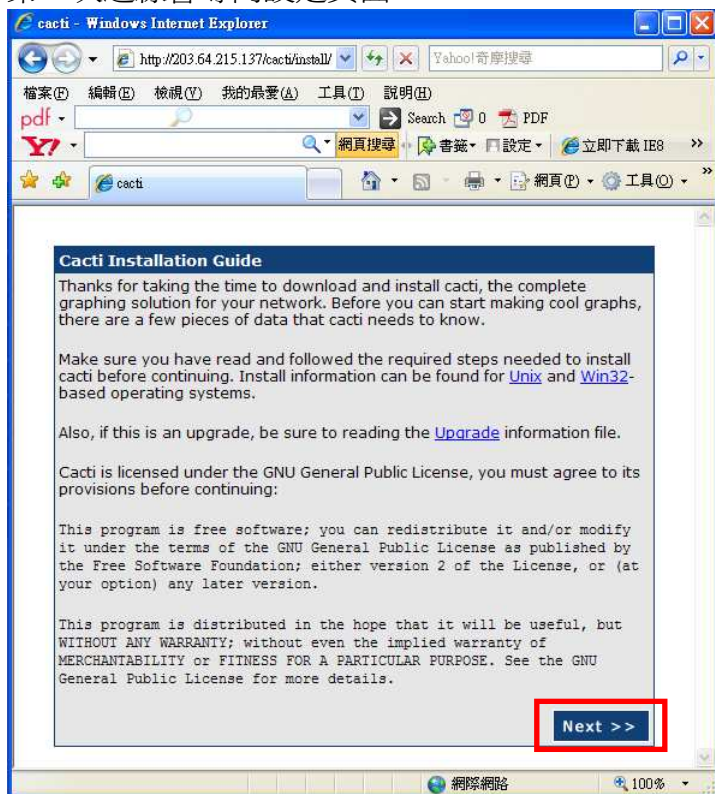 cacti - Windows Internet Explorer
http://203.64.215.137/cacti/install/
Yahoo!奇摩搜尋
檔案(F) 編輯(E) 檢視(V) 我的最愛(A) 工具(T) 說明(H)
pdf Search 0 PDF
Y7 網頁搜尋 書籤 設定 立即下載 IE8 »
cacti 網頁(P) 工具(O) »
Cacti Installation Guide
Thanks for taking the time to download and install cacti, the complete
graphing solution for your network. Before you can start making cool graphs,
there are a few pieces of data that cacti needs to know.
Make sure you have read and followed the required steps needed to install
cacti before continuing. Install information can be found for Unix and Win32-
based operating systems.
Also, if this is an upgrade, be sure to reading the Upgrade information file.
Cacti is licensed under the GNU General Public License, you must agree to its
provisions before continuing:
This program is free software; you can redistribute it and/or modify
it under the terms of the GNU General Public License as published by
the Free Software Foundation; either version 2 of the License, or (at
your option) any later version.
This program is distributed in the hope that it will be useful, but
WITHOUT ANY WARRANTY; without even the implied warranty of
MERCHANTABILITY or FITNESS FOR A PARTICULAR PURPOSE. See the GNU
General Public License for more details.
Next >>
網際網路 100%